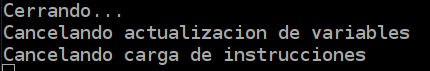 Cerrando...
Cancelando actualizacion de variables
Cancelando carga de instrucciones